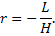 r = −L/H.